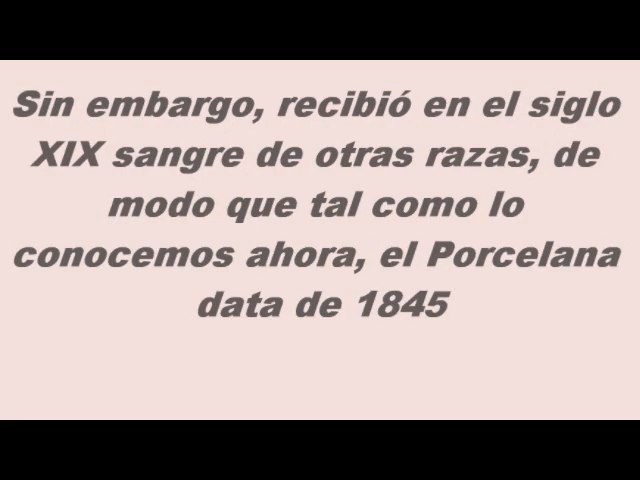 Sin embargo, recibió en el siglo
XIX sangre de otras razas, de
modo que tal como lo
conocemos ahora, el Porcelana
data de 1845